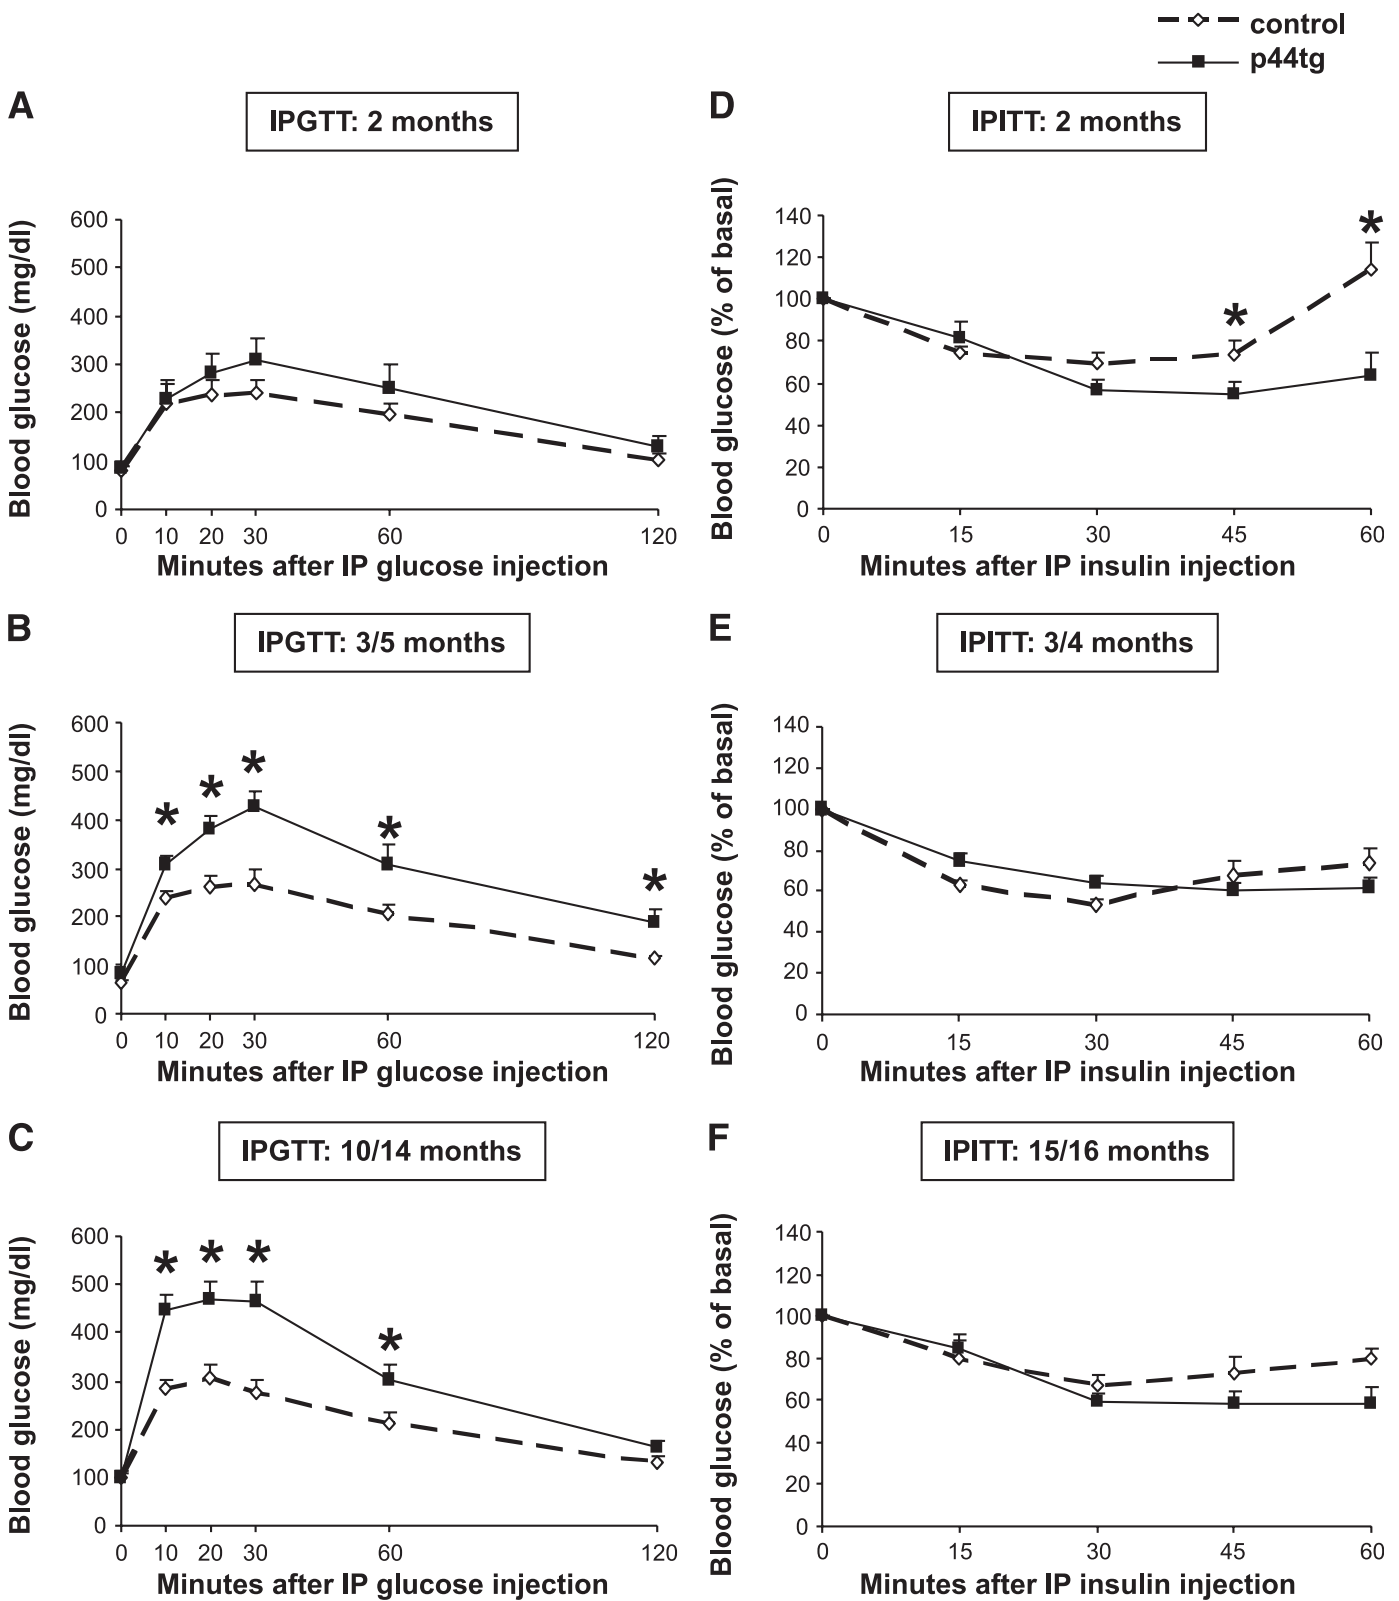 control
p44tg
A
IPGTT: 2 months
Blood glucose (mg/dl)
600
500
400
300
200
100
0
0 10 20 30 60 120
Minutes after IP glucose injection
D
IPITT: 2 months
Blood glucose (% of basal)
140
120
100
80
60
40
20
0
0 15 30 45 60
*
*
Minutes after IP insulin injection
B
IPGTT: 3/5 months
Blood glucose (mg/dl)
600
500
400
300
200
100
0
0 10 20 30 60 120
*
*
*
*
*
Minutes after IP glucose injection
E
IPITT: 3/4 months
Blood glucose (% of basal)
140
120
100
80
60
40
20
0
0 15 30 45 60
Minutes after IP insulin injection
C
IPGTT: 10/14 months
Blood glucose (mg/dl)
600
500
400
300
200
100
0
0 10 20 30 60 120
*
*
*
*
Minutes after IP glucose injection
F
IPITT: 15/16 months
Blood glucose (% of basal)
140
120
100
80
60
40
20
0
0 15 30 45 60
Minutes after IP insulin injection